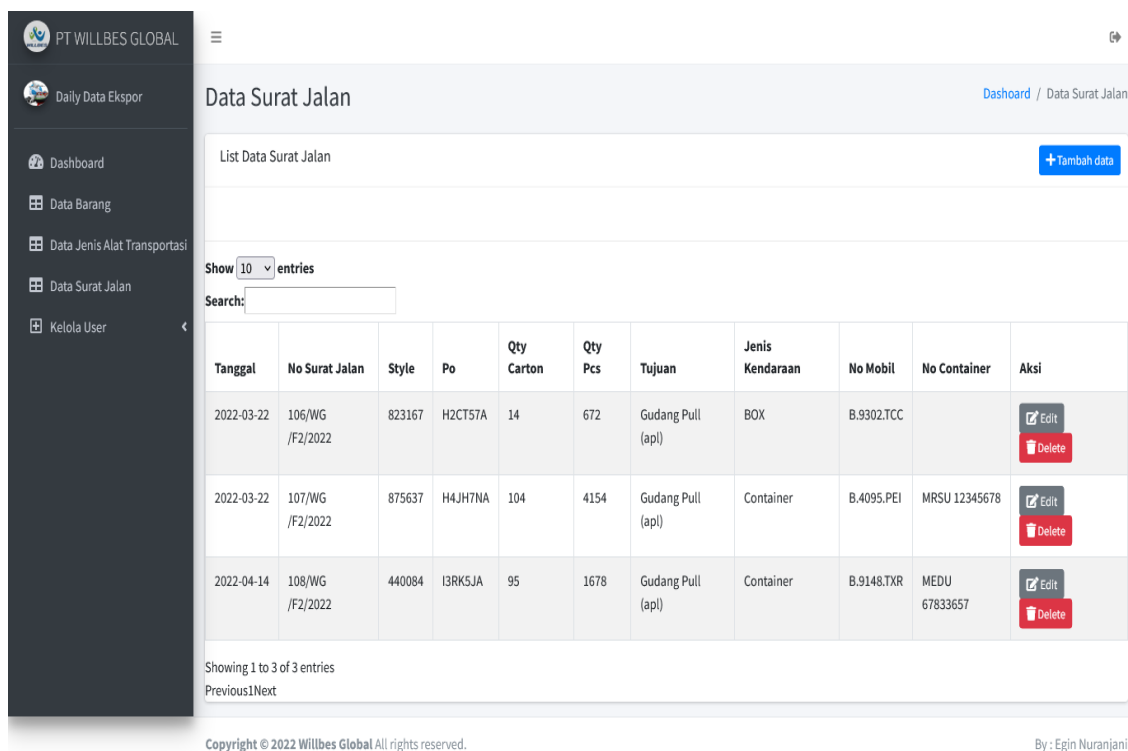 PT WILLBES GLOBAL
Daily Data Ekspor
Dashboard
Data Barang
Data Jenis Alat Transportasi
Data Surat Jalan
Kelola User
Data Surat Jalan
Dashoard / Data Surat Jalan
List Data Surat Jalan
Tambah data
Show 10 entries
Search:
Tanggal No Surat Jalan Style Po Qty Carton Qty Pcs Tujuan Jenis Kendaraan No Mobil No Container Aksi
2022-03-22 106/WG /F2/2022 823167 H2CT57A 14 672 Gudang Pull (apl) BOX B.9302.TCC Edit
Delete
2022-03-22 107/WG /F2/2022 875637 H4JH7NA 104 4154 Gudang Pull (apl) Container B.4095.PEI MRSU 12345678 Edit
Delete
2022-04-14 108/WG /F2/2022 440084 I3RK5JA 95 1678 Gudang Pull (apl) Container B.9148.TXR MEDU 67833657 Edit
Delete
Showing 1 to 3 of 3 entries
Previous1Next
Copyright © 2022 Willbes Global All rights reserved.
By : Egin Nuranjani